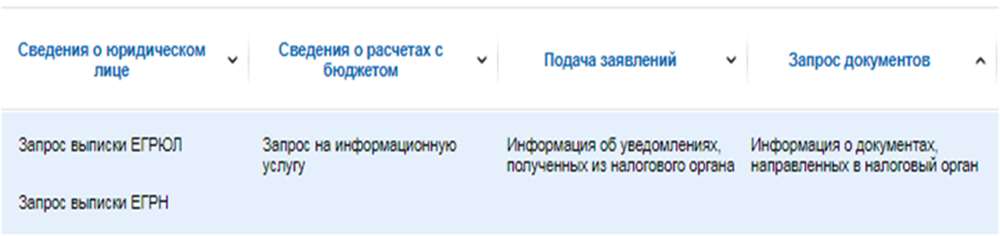 Сведения о юридическом
лице
Сведения о расчетах с
бюджетом
Подача заявлений
Запрос документов
Запрос выписки ЕГРЮЛ
Запрос на информационную
услугу
Информация об уведомлениях,
полученных из налогового органа
Информация о документах,
направленных в налоговый орган
Запрос выписки ЕГРН